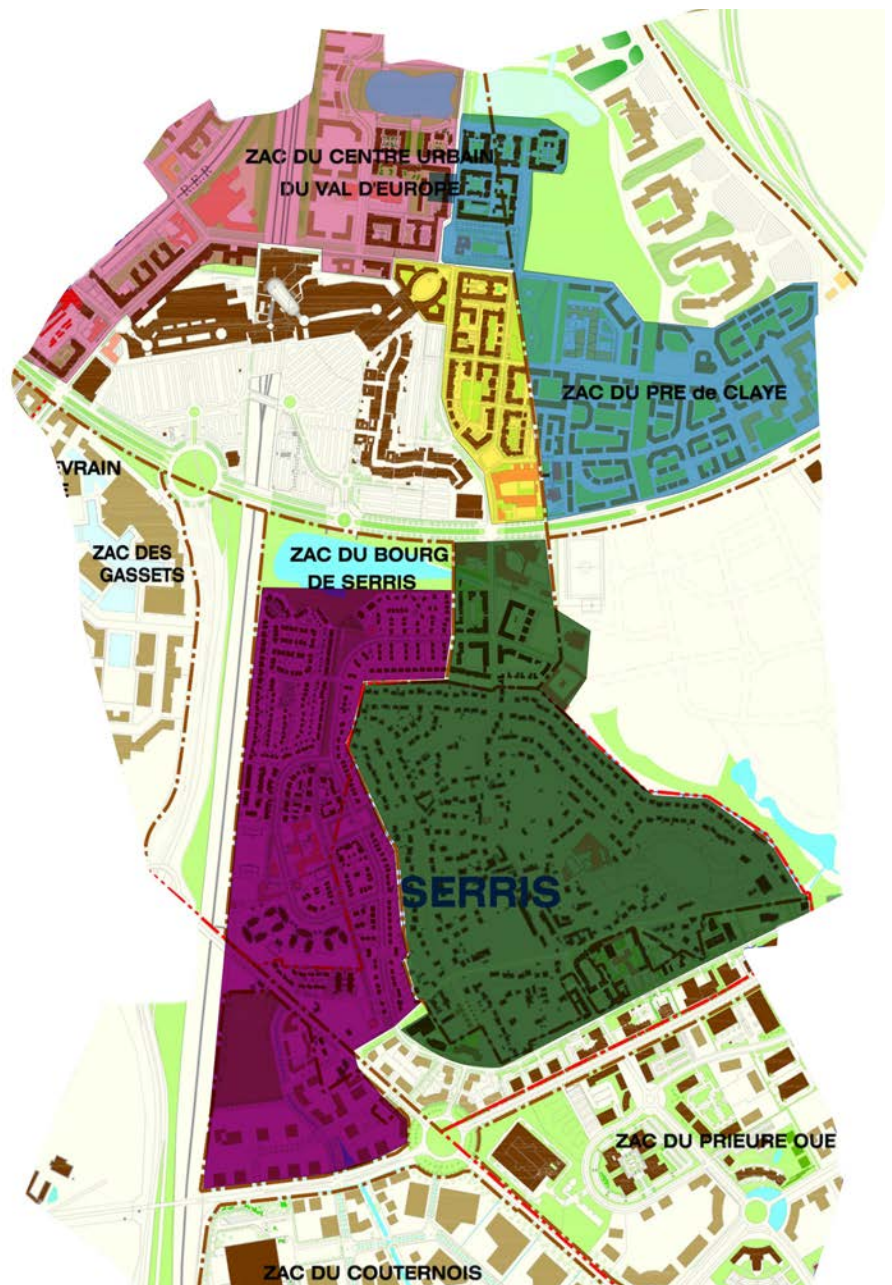 ZAC DU CENTRE URBAIN
DU VAL D'EUROPE
RER
ZAC DU PRE de CLAYE
EVRAIN
ZAC DES
GASSETS
ZAC DU BOURG
DE SERRIS
SERRIS
ZAC DU PRIEURE OUE
ZAC DU COUTERNOIS